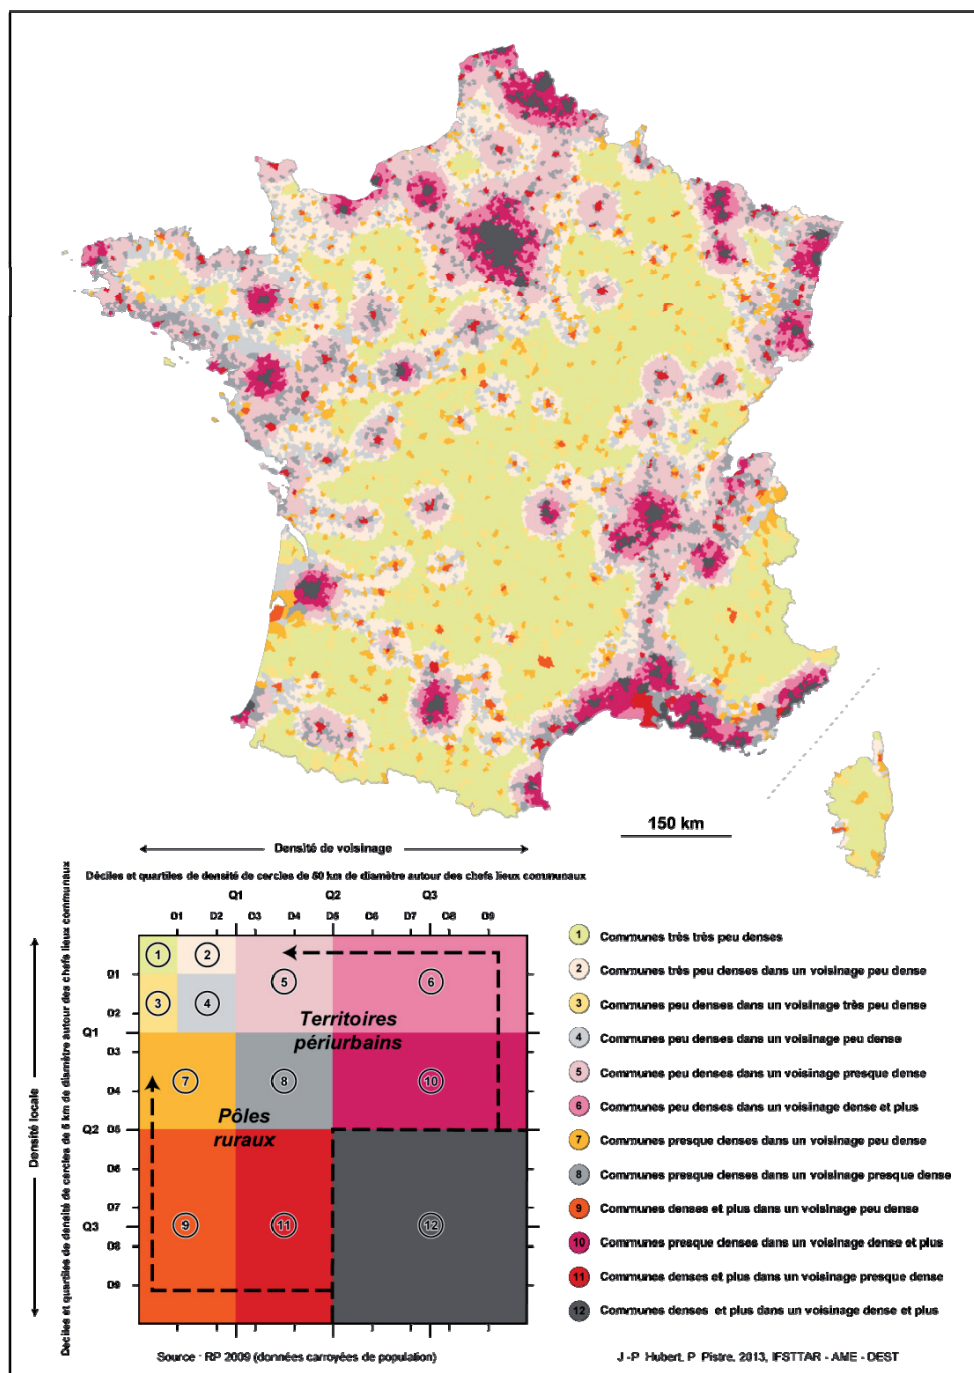 150 km
Densité de voisinage
Déciles et quartiles de densité de cercles de 50 km de diamètre autour des chefs lieux communaux
Q1 Q2 Q3
D1 D2 D3 D4 D5 D6 D7 D8 D9
Densité locale
Déciles et quartiles de densité de cercles de 5 km de diamètre autour des chefs lieux communaux
D1
D2
Q1
D3
D4
Q2 D5
D6
D7
Q3
D8
D9
1 2
3 4 5 6
Territoires
périurbains
7 8 10
Pôles
ruraux
9 11 12
1 Communes très très peu denses
2 Communes très peu denses dans un voisinage peu dense
3 Communes peu denses dans un voisinage très peu dense
4 Communes peu denses dans un voisinage peu dense
5 Communes peu denses dans un voisinage presque dense
6 Communes peu denses dans un voisinage dense et plus
7 Communes presque denses dans un voisinage peu dense
8 Communes presque denses dans un voisinage presque dense
9 Communes denses et plus dans un voisinage peu dense
10 Communes presque denses dans un voisinage dense et plus
11 Communes denses et plus dans un voisinage presque dense
12 Communes denses et plus dans un voisinage dense et plus
Source : RP 2009 (données carroyées de population)
J.-P. Hubert, P. Pistre, 2013, IFSTTAR - AME - DEST